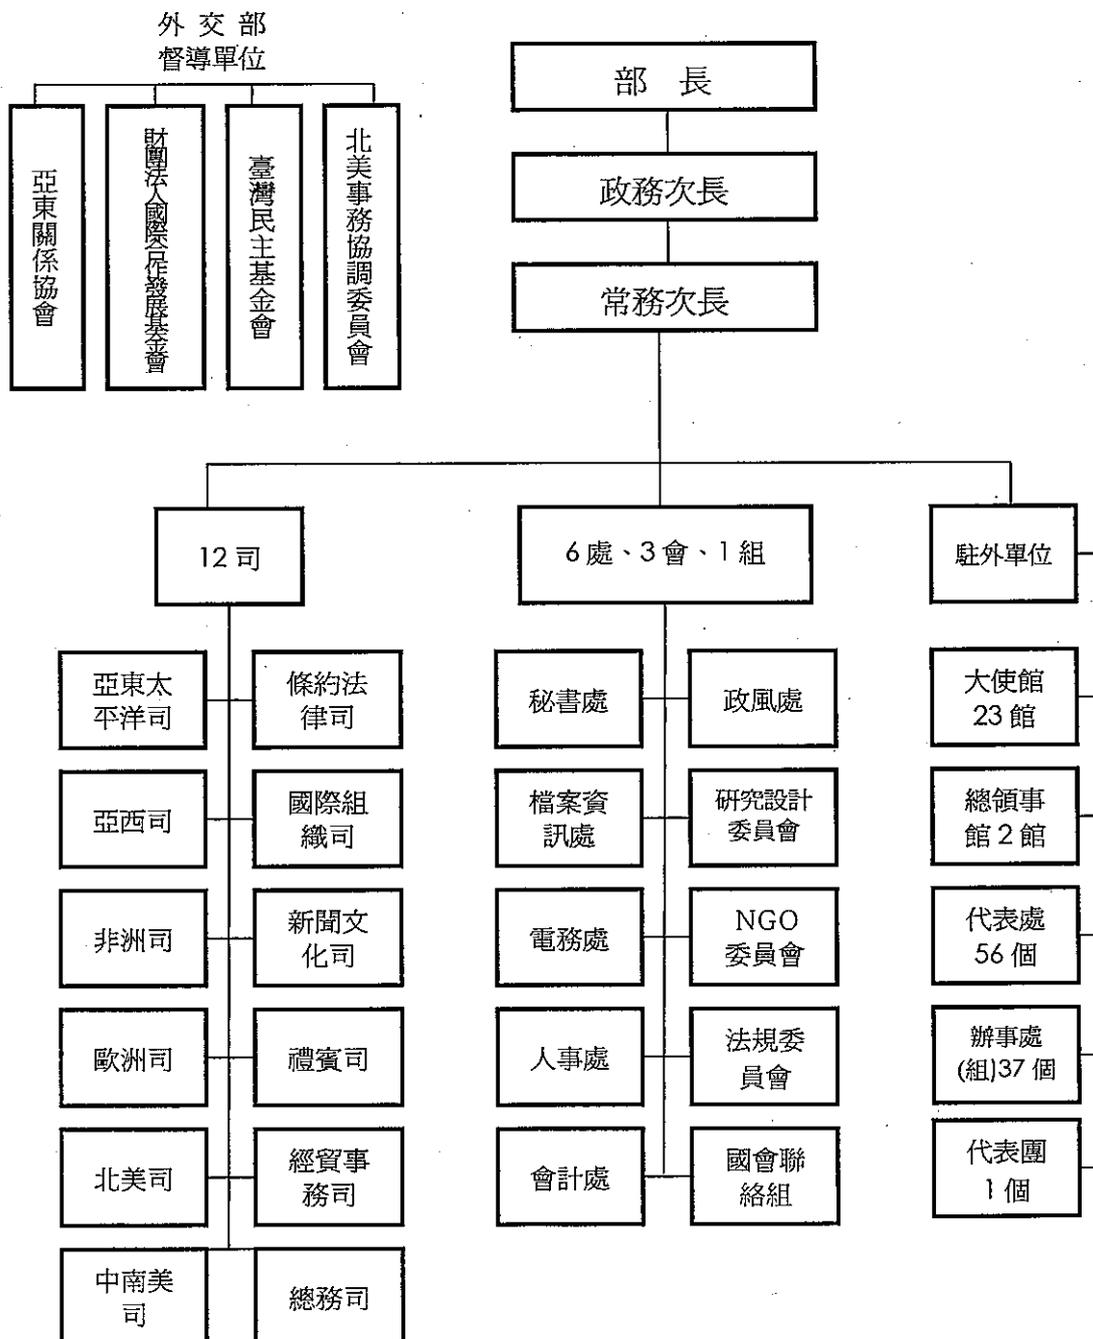 外交部
督導單位
亞東關係協會
財團法人國際合作發展基金會
臺灣民主基金會
北美事務協調委員會
部長
政務次長
常務次長
12司
6處、3會、1組
駐外單位
亞東太
平洋司
條約法
律司
亞西司
國際組
織司
非洲司
新聞文
化司
歐洲司
禮賓司
北美司
經貿事
務司
中南美
司
總務司
秘書處
政風處
檔案資
訊處
研究設計
委員會
電務處
NGO
委員會
人事處
法規委
員會
會計處
國會聯
絡組
大使館
23館
總領事
館2館
代表處
56個
辦事處
(組)37個
代表團
1個